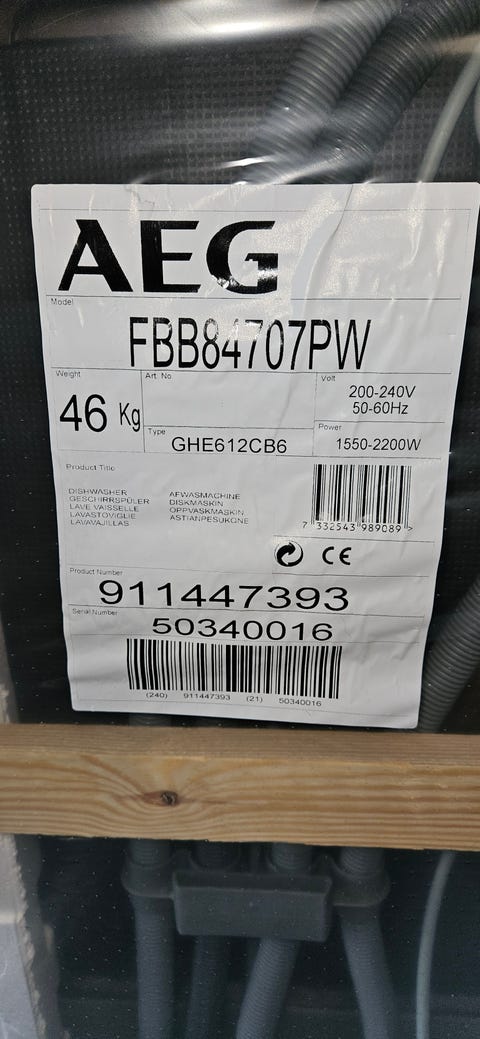 AEG
Model
FBB84707PW
Weight
46 Kg
Art. No
Type
GHE612CB6
Volt
200-240V
50-60Hz
Power
1550-2200W
Product Title
DISHWASHER
GESCHIRRSPÜLER
LAVE VAISSELLE
LAVASTOVIGLIE
LAVAVAJILLAS
AFWASMACHINE
DISKMASKIN
OPPVASKMASKIN
ASTIANPESUKONE
7 332543 989089 >
CE
Product Number
911447393
Serial Number
50340016
(240) 911447393 (21) 50340016